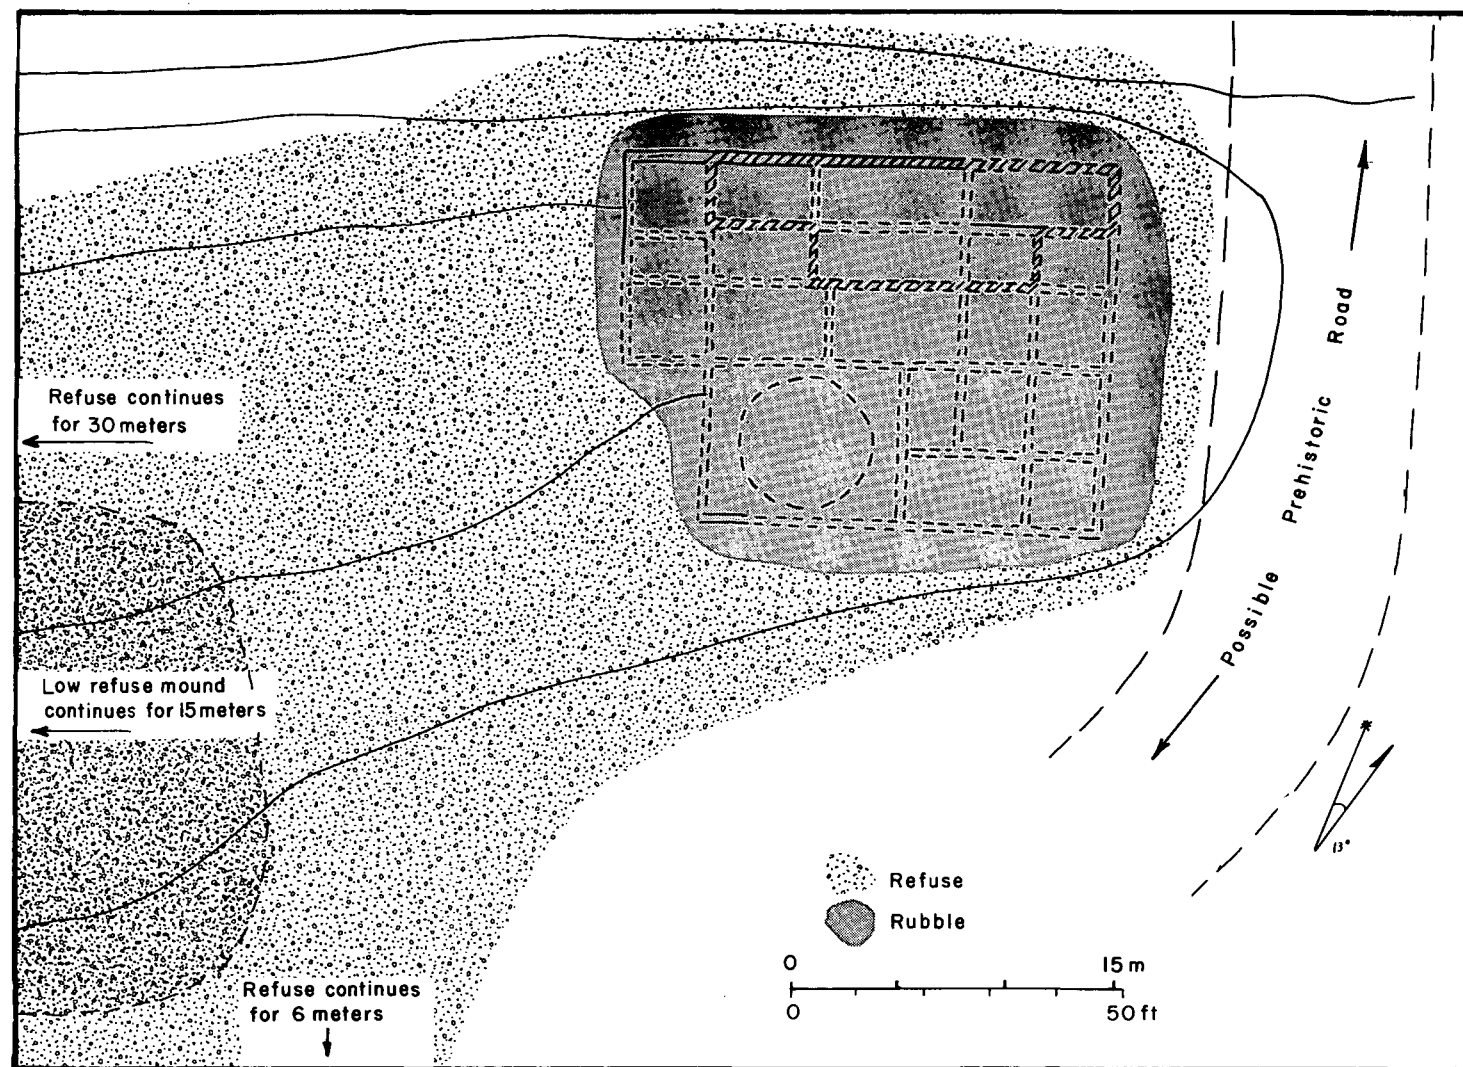 Refuse continues
for 30 meters
Low refuse mound
continues for 15 meters
Refuse continues
for 6 meters
Possible Prehistoric Road
13°
Refuse
Rubble
0 15 m
0 50 ft